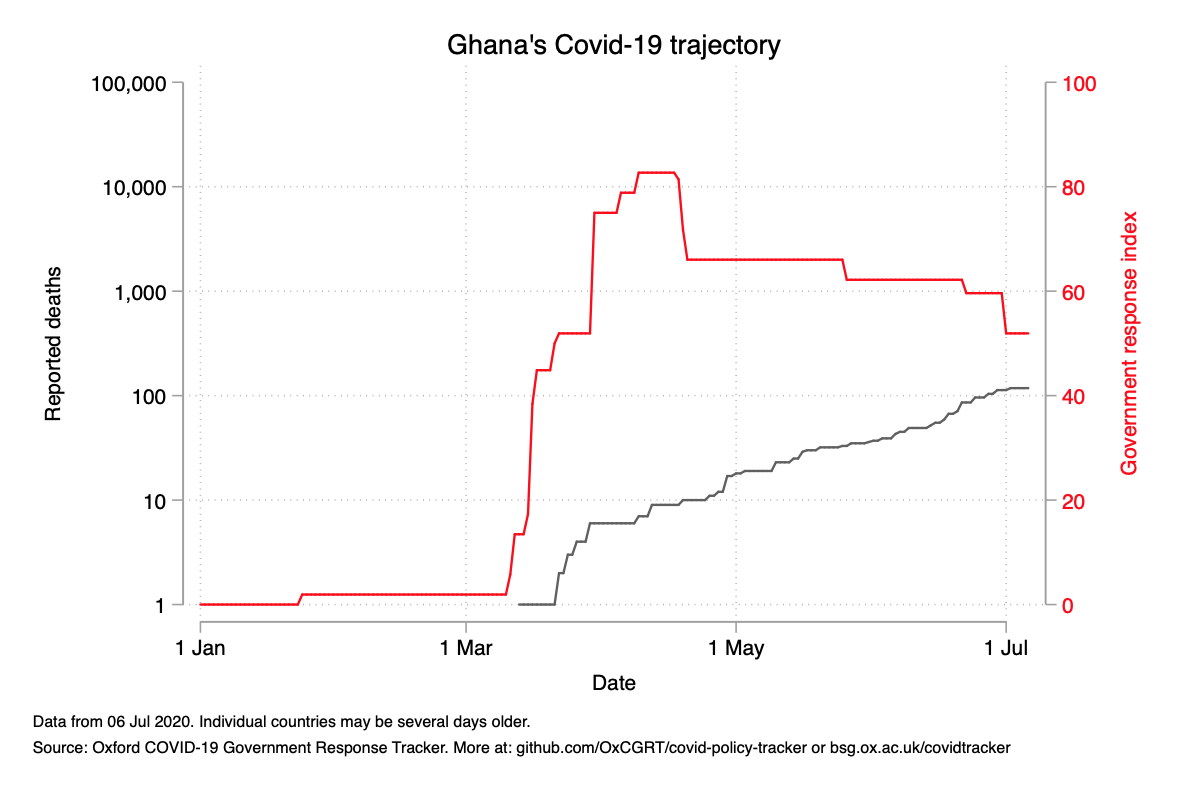 Ghana's Covid-19 trajectory
100,000
10,000
1,000
100
10
1
Reported deaths
100
80
60
40
20
0
Government response index
1 Jan
1 Mar
1 May
1 Jul
Date
Data from 06 Jul 2020. Individual countries may be several days older.
Source: Oxford COVID-19 Government Response Tracker. More at: github.com/OxCGRT/covid-policy-tracker or bsg.ox.ac.uk/covidtracker